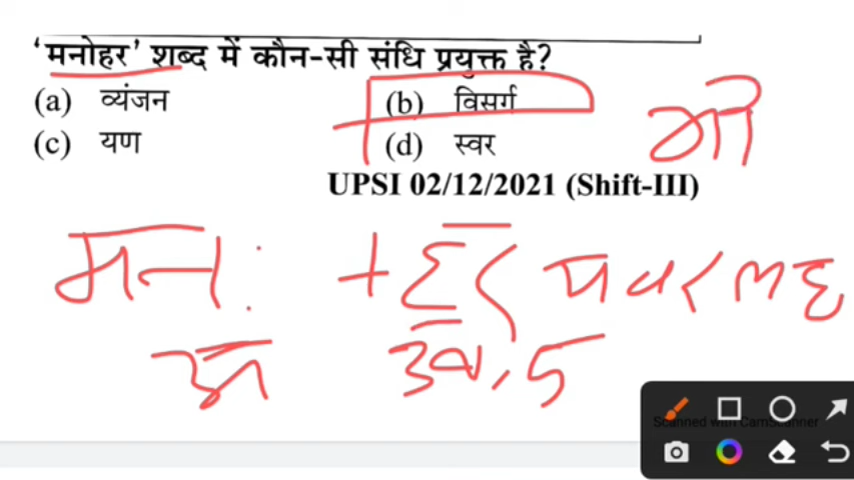 'मनोहर' शब्द में कौन-सी संधि प्रयुक्त है?
(a) व्यंजन (b) विसर्ग
(c) यण (d) स्वर
UPSI 02/12/2021 (Shift-III)
मन: + हर य व र ल ह
अ
Scanned with CamScanner